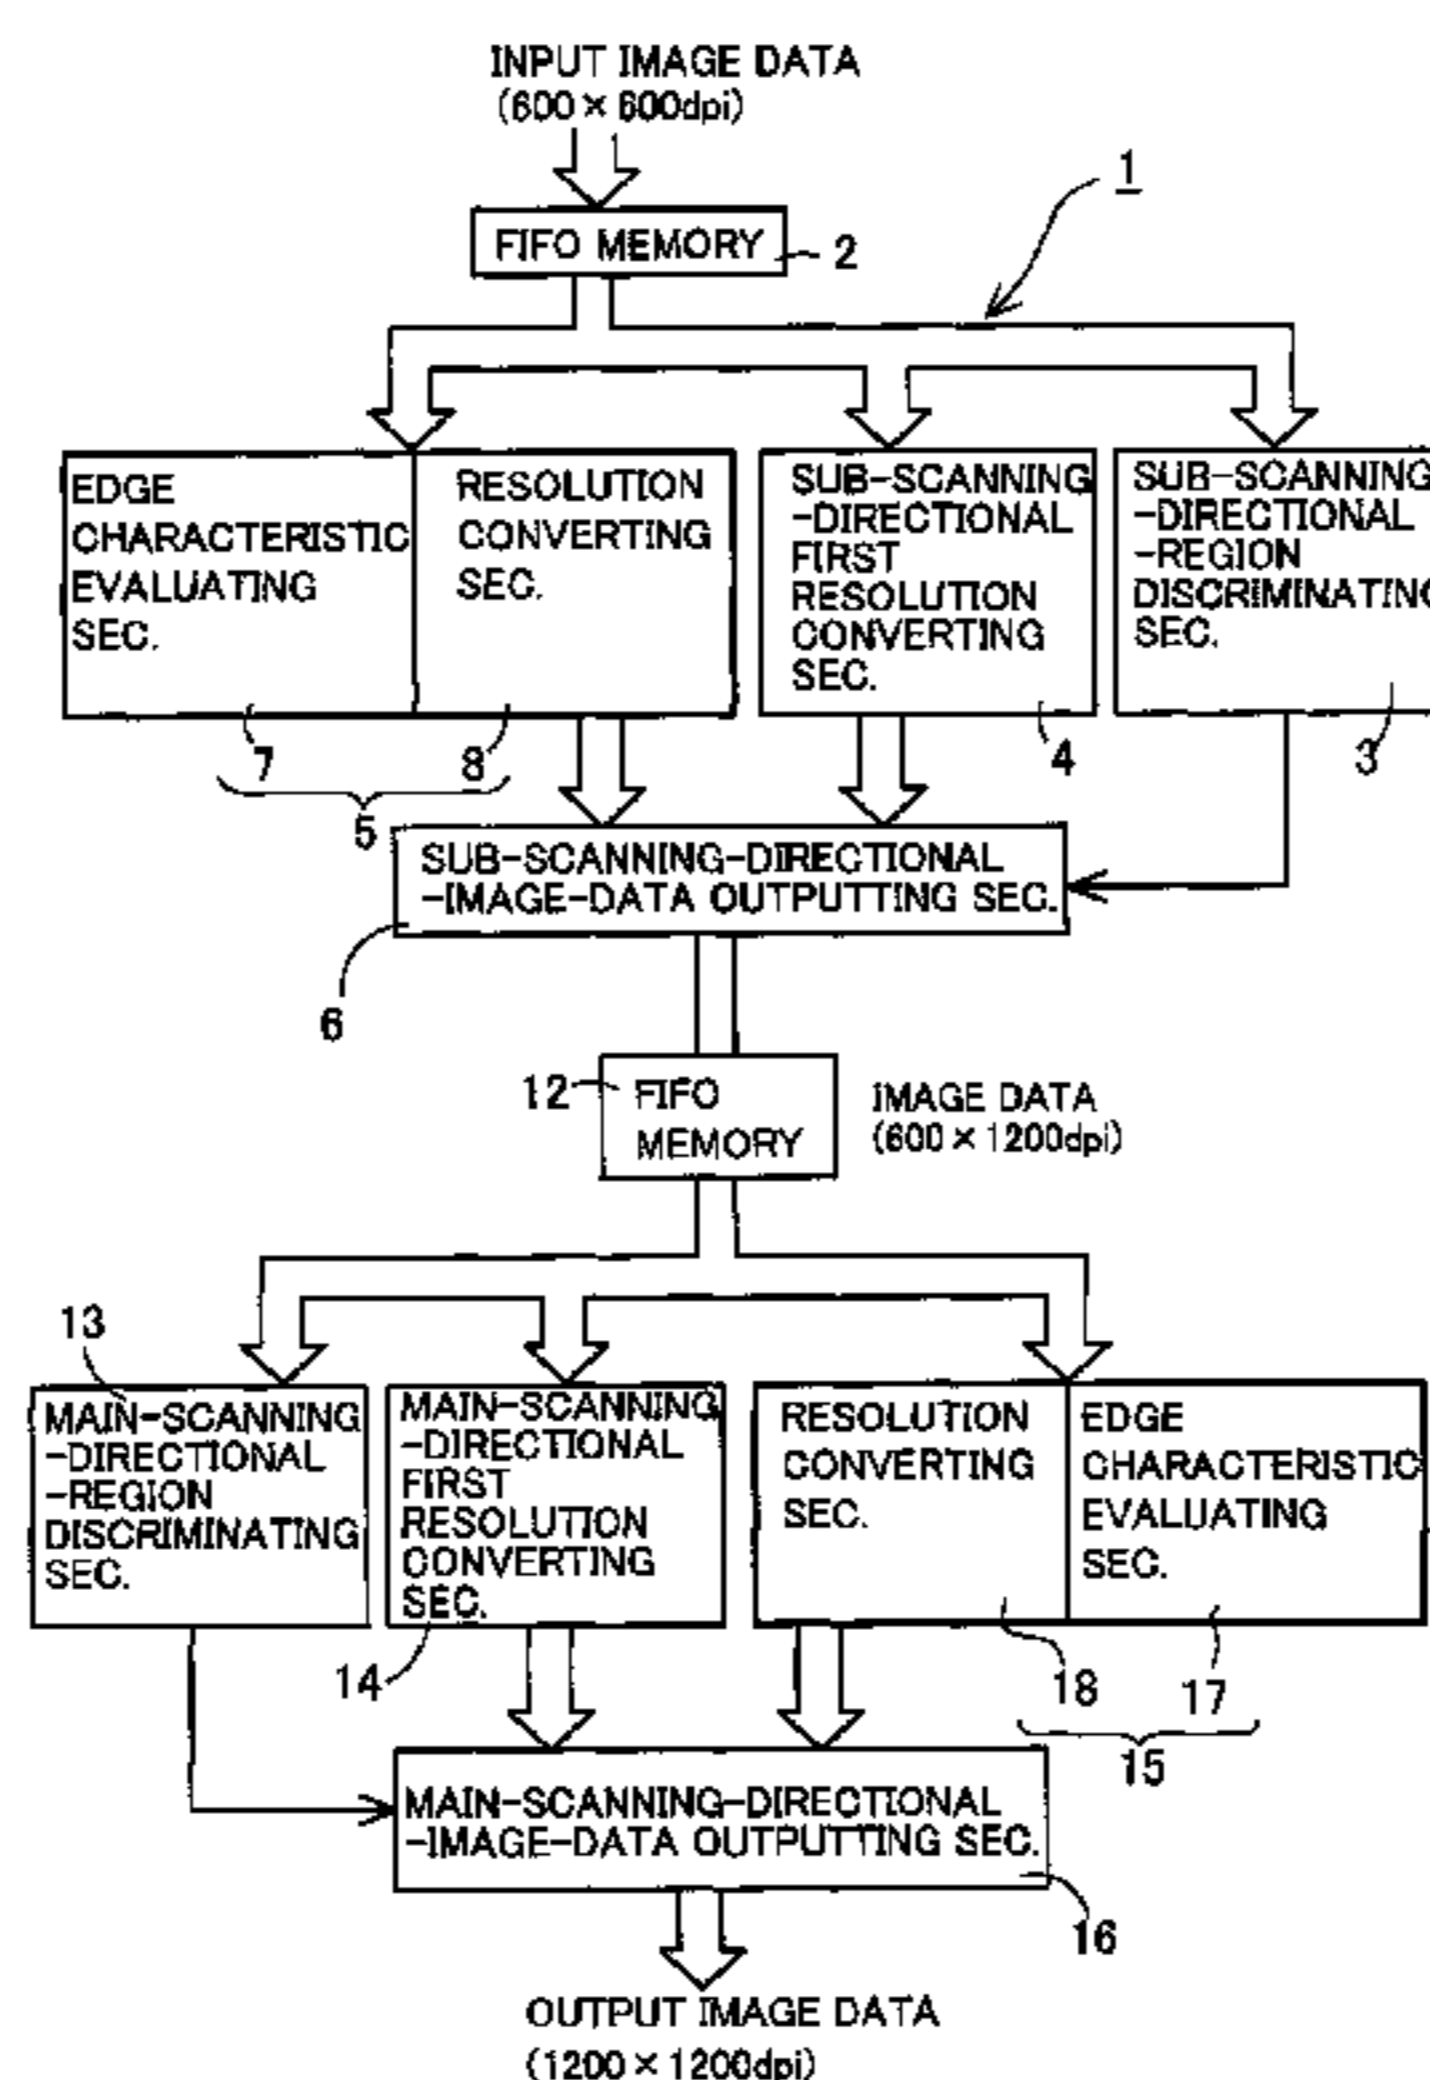 INPUT IMAGE DATA
(600×600dpi)
1
FIFO MEMORY
2
EDGE
CHARACTERISTIC
EVALUATING
SEC.
RESOLUTION
CONVERTING
SEC.
SUB-SCANNING
-DIRECTIONAL
FIRST
RESOLUTION
CONVERTING
SEC.
SUB-SCANNING
-DIRECTIONAL
-REGION
DISCRIMINATING
SEC.
7
8
4
3
5
SUB-SCANNING-DIRECTIONAL
-IMAGE-DATA OUTPUTTING SEC.
6
12
FIFO
MEMORY
IMAGE DATA
(600×1200dpi)
13
MAIN-SCANNING
-DIRECTIONAL
-REGION
DISCRIMINATING
SEC.
MAIN-SCANNING
-DIRECTIONAL
FIRST
RESOLUTION
CONVERTING
SEC.
RESOLUTION
CONVERTING
SEC.
EDGE
CHARACTERISTIC
EVALUATING
SEC.
14
18
17
15
MAIN-SCANNING-DIRECTIONAL
-IMAGE-DATA OUTPUTTING SEC.
16
OUTPUT IMAGE DATA
(1200×1200dpi)